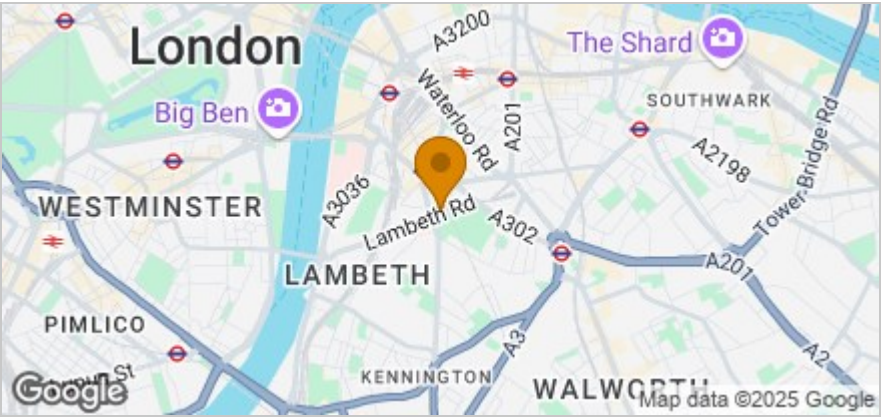 A3200
London
The Shard
Waterloo Rd
Big Ben
A201
SOUTHWARK
A2198
Tower Bridge Rd
A3036
WESTMINSTER
Lambeth Rd
A302
LAMBETH
A201
PIMLICO
A3
A2
St
KENNINGTON
WALWORTH
Google
Map data ©2025 Google